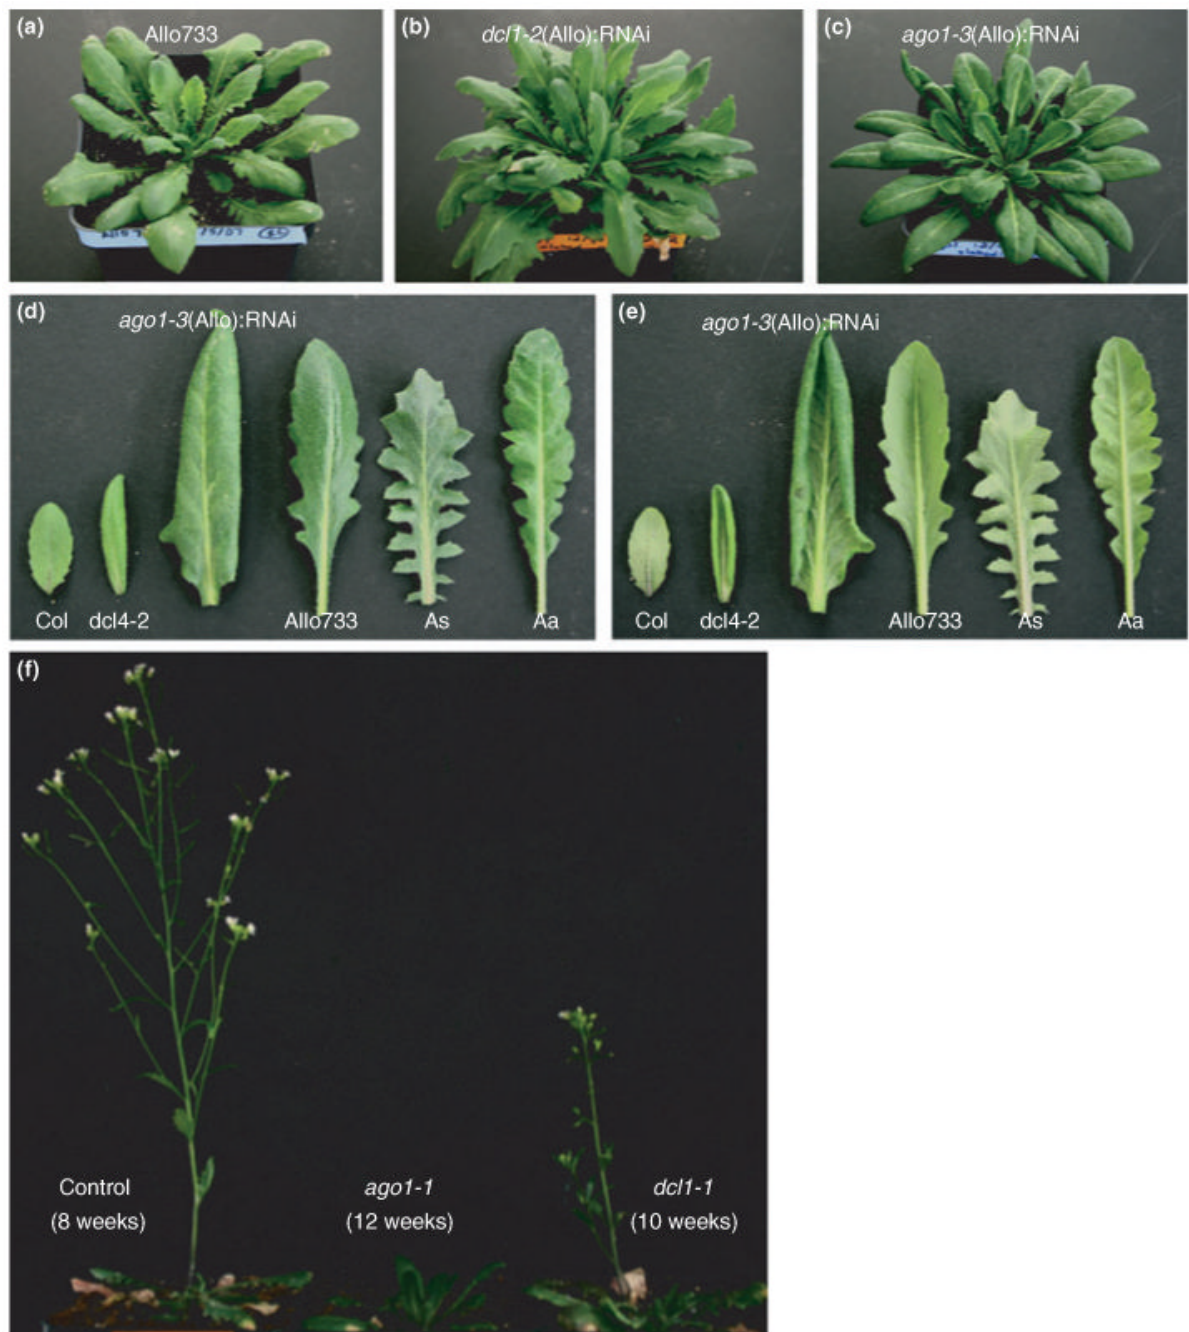 (a)
Allo733
(b)
dcl1-2(Allo):RNAi
(c)
ago1-3(Allo):RNAi
(d)
ago1-3(Allo):RNAi
Col dcl4-2 Allo733 As Aa
(e)
ago1-3(Allo):RNAi
Col dcl4-2 Allo733 As Aa
(f)
Control
(8 weeks)
ago1-1
(12 weeks)
dcl1-1
(10 weeks)